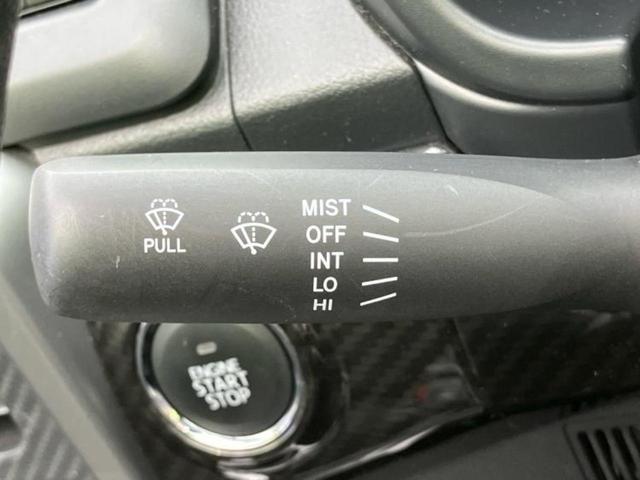 PULL
MIST
OFF
INT
LO
HI
ENGINE
START
STOP